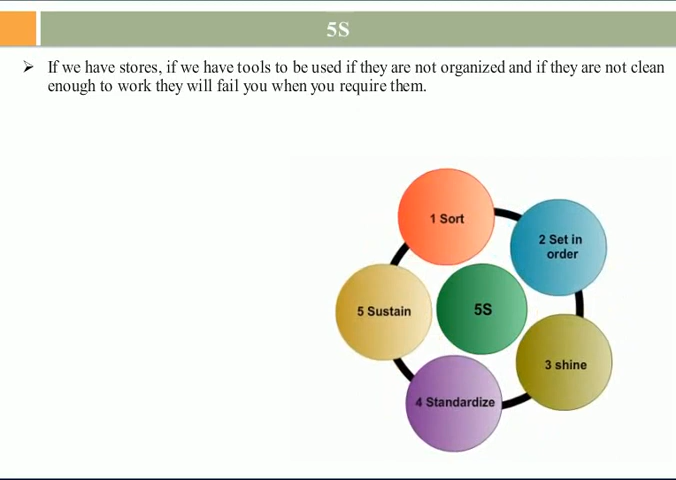 5S
➢ If we have stores, if we have tools to be used if they are not organized and if they are not clean
enough to work they will fail you when you require them.
1 Sort
2 Set in
order
5 Sustain
5S
3 shine
4 Standardize